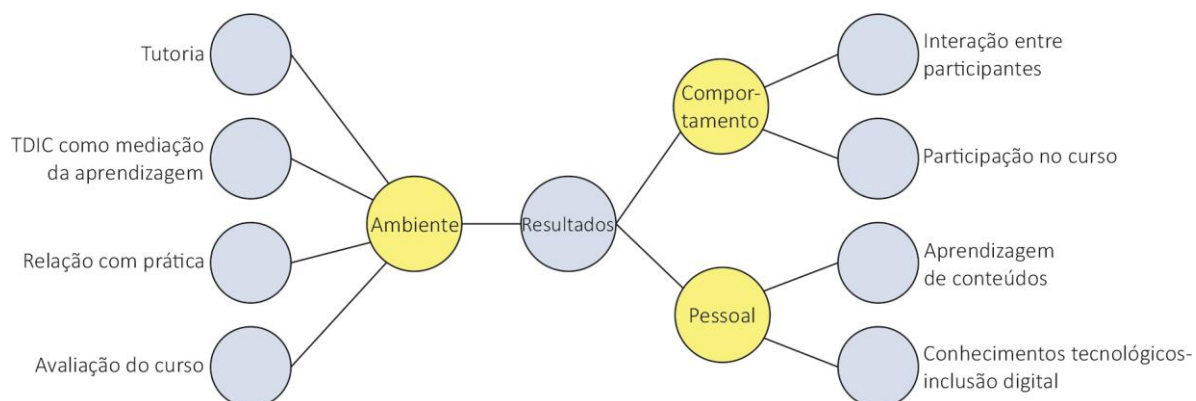 Tutoria
TDIC como mediação
da aprendizagem
Relação com prática
Avaliação do curso
Ambiente
Resultados
Compor-
tamento
Pessoal
Interação entre
participantes
Participação no curso
Aprendizagem
de conteúdos
Conhecimentos tecnológicos-
inclusão digital